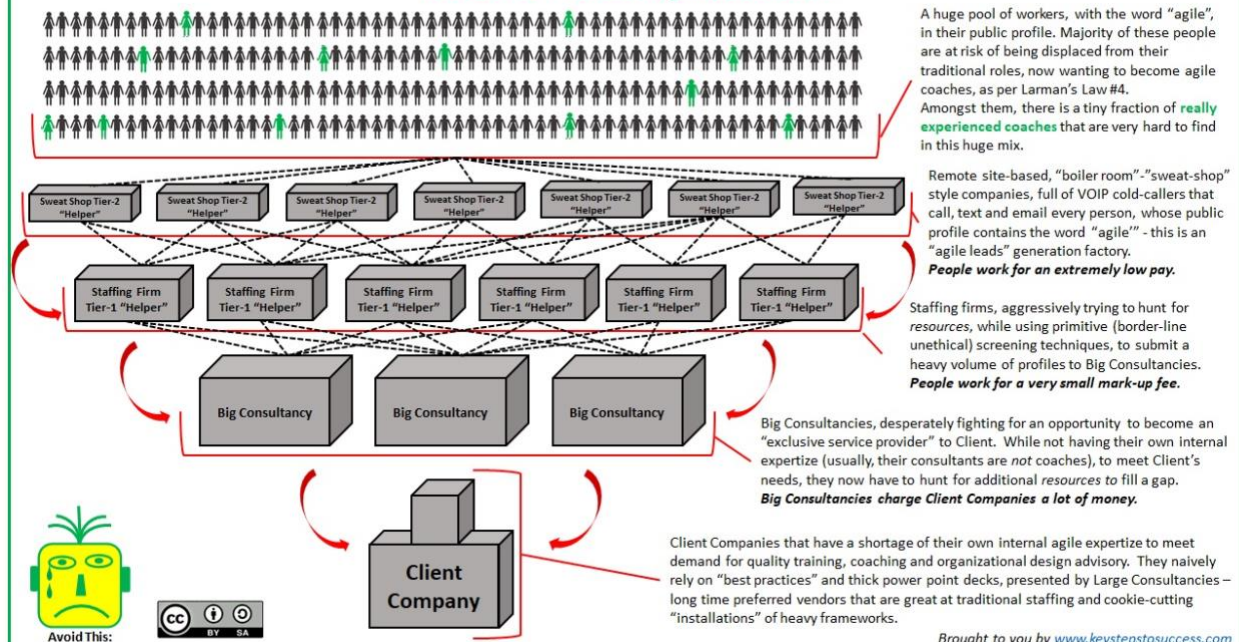 A huge pool of workers, with the word “agile”,
in their public profile. Majority of these people
are at risk of being displaced from their
traditional roles, now wanting to become agile
coaches, as per Larman’s Law #4.
Amongst them, there is a tiny fraction of really
experienced coaches that are very hard to find
in this huge mix.
Sweat Shop Tier-2
“Helper”
Sweat Shop Tier-2
“Helper”
Sweat Shop Tier-2
“Helper”
Sweat Shop Tier-2
“Helper”
Sweat Shop Tier-2
“Helper”
Sweat Shop Tier-2
“Helper”
Sweat Shop Tier-2
“Helper”
Remote site-based, “boiler room”-”sweat-shop”
style companies, full of VOIP cold-callers that
call, text and email every person, whose public
profile contains the word “agile’” - this is an
“agile leads” generation factory.
People work for an extremely low pay.
Staffing Firm
Tier-1 “Helper”
Staffing Firm
Tier-1 “Helper”
Staffing Firm
Tier-1 “Helper”
Staffing Firm
Tier-1 “Helper”
Staffing Firm
Tier-1 “Helper”
Staffing Firm
Tier-1 “Helper”
Staffing firms, aggressively trying to hunt for
resources, while using primitive (border-line
unethical) screening techniques, to submit a
heavy volume of profiles to Big Consultancies.
People work for a very small mark-up fee.
Big Consultancy
Big Consultancy
Big Consultancy
Big Consultancies, desperately fighting for an opportunity to become an
“exclusive service provider” to Client. While not having their own internal
expertize (usually, their consultants are not coaches), to meet Client’s
needs, they now have to hunt for additional resources to fill a gap.
Big Consultancies charge Client Companies a lot of money.
Client
Company
Client Companies that have a shortage of their own internal agile expertize to meet
demand for quality training, coaching and organizational design advisory. They naively
rely on “best practices” and thick power point decks, presented by Large Consultancies –
long time preferred vendors that are great at traditional staffing and cookie-cutting
“installations” of heavy frameworks.
Avoid This:
CC
BY SA
Brought to you by www.keystepstosuccess.com